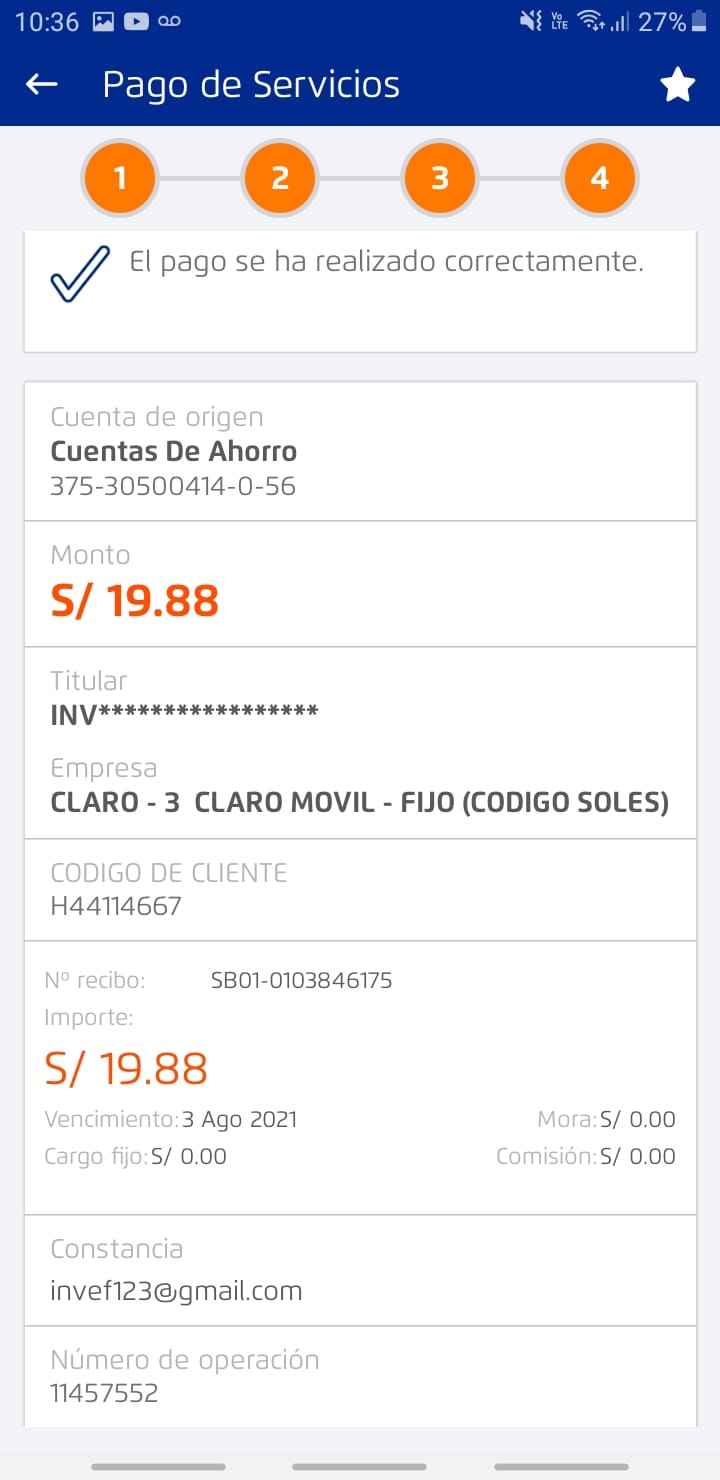 10:36 27%
Pago de Servicios
1 2 3 4
El pago se ha realizado correctamente.
Cuenta de origen
Cuentas De Ahorro
375-30500414-0-56
Monto
S/ 19.88
Titular
INV*****************
Empresa
CLARO - 3 CLARO MOVIL - FIJO (CODIGO SOLES)
CODIGO DE CLIENTE
H44114667
Nº recibo: SB01-0103846175
Importe:
S/ 19.88
Vencimiento: 3 Ago 2021 Mora: S/ 0.00
Cargo fijo: S/ 0.00 Comisión: S/ 0.00
Constancia
invef123@gmail.com
Número de operación
11457552